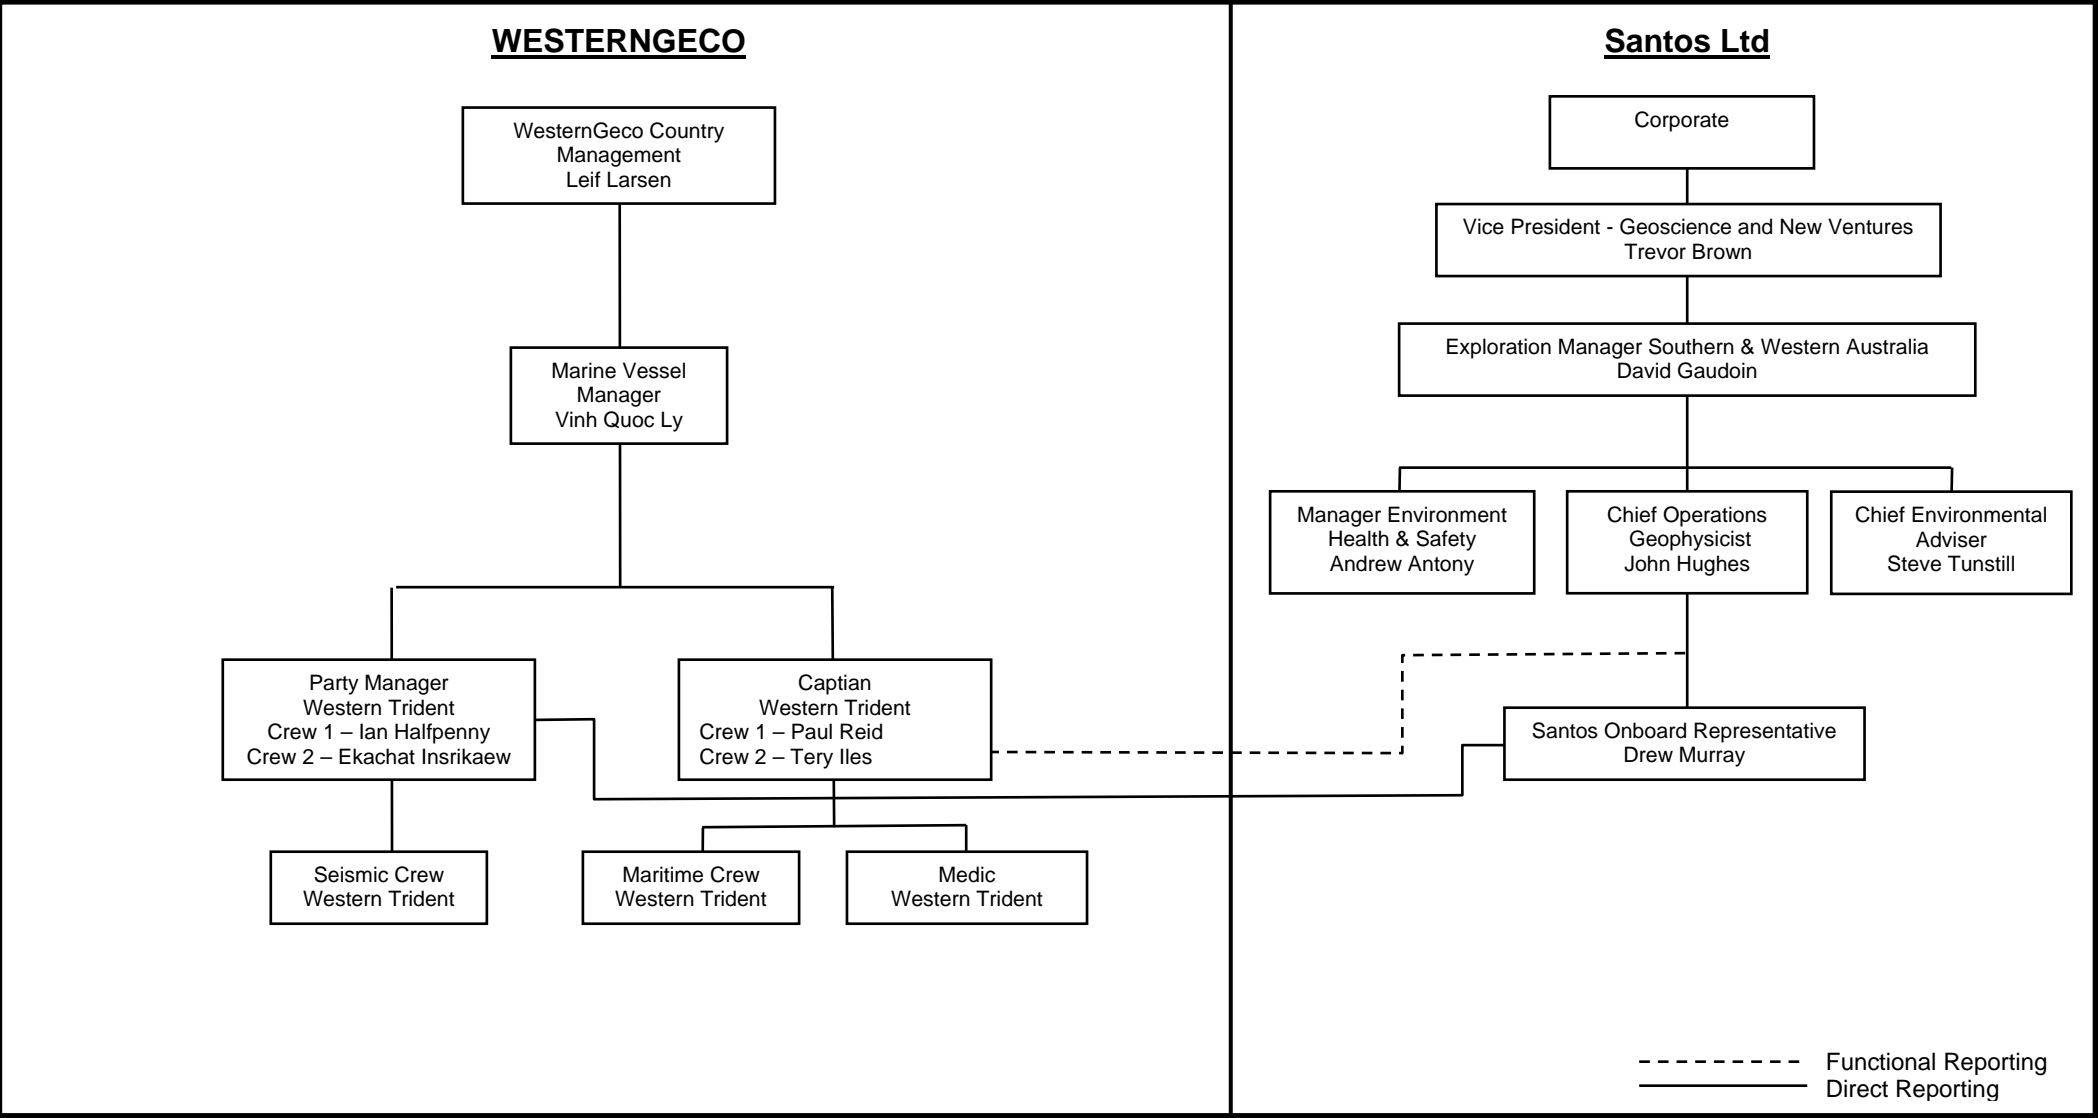 WESTERNGECO
WesternGeco Country
Management
Leif Larsen
Marine Vessel
Manager
Vinh Quoc Ly
Party Manager
Western Trident
Crew 1 – Ian Halfpenny
Crew 2 – Ekachat Insrikaew
Captian
Western Trident
Crew 1 – Paul Reid
Crew 2 – Tery Iles
Seismic Crew
Western Trident
Maritime Crew
Western Trident
Medic
Western Trident
Santos Ltd
Corporate
Vice President - Geoscience and New Ventures
Trevor Brown
Exploration Manager Southern & Western Australia
David Gaudoin
Manager Environment
Health & Safety
Andrew Antony
Chief Operations
Geophysicist
John Hughes
Chief Environmental
Adviser
Steve Tunstill
Santos Onboard Representative
Drew Murray
Functional Reporting
Direct Reporting